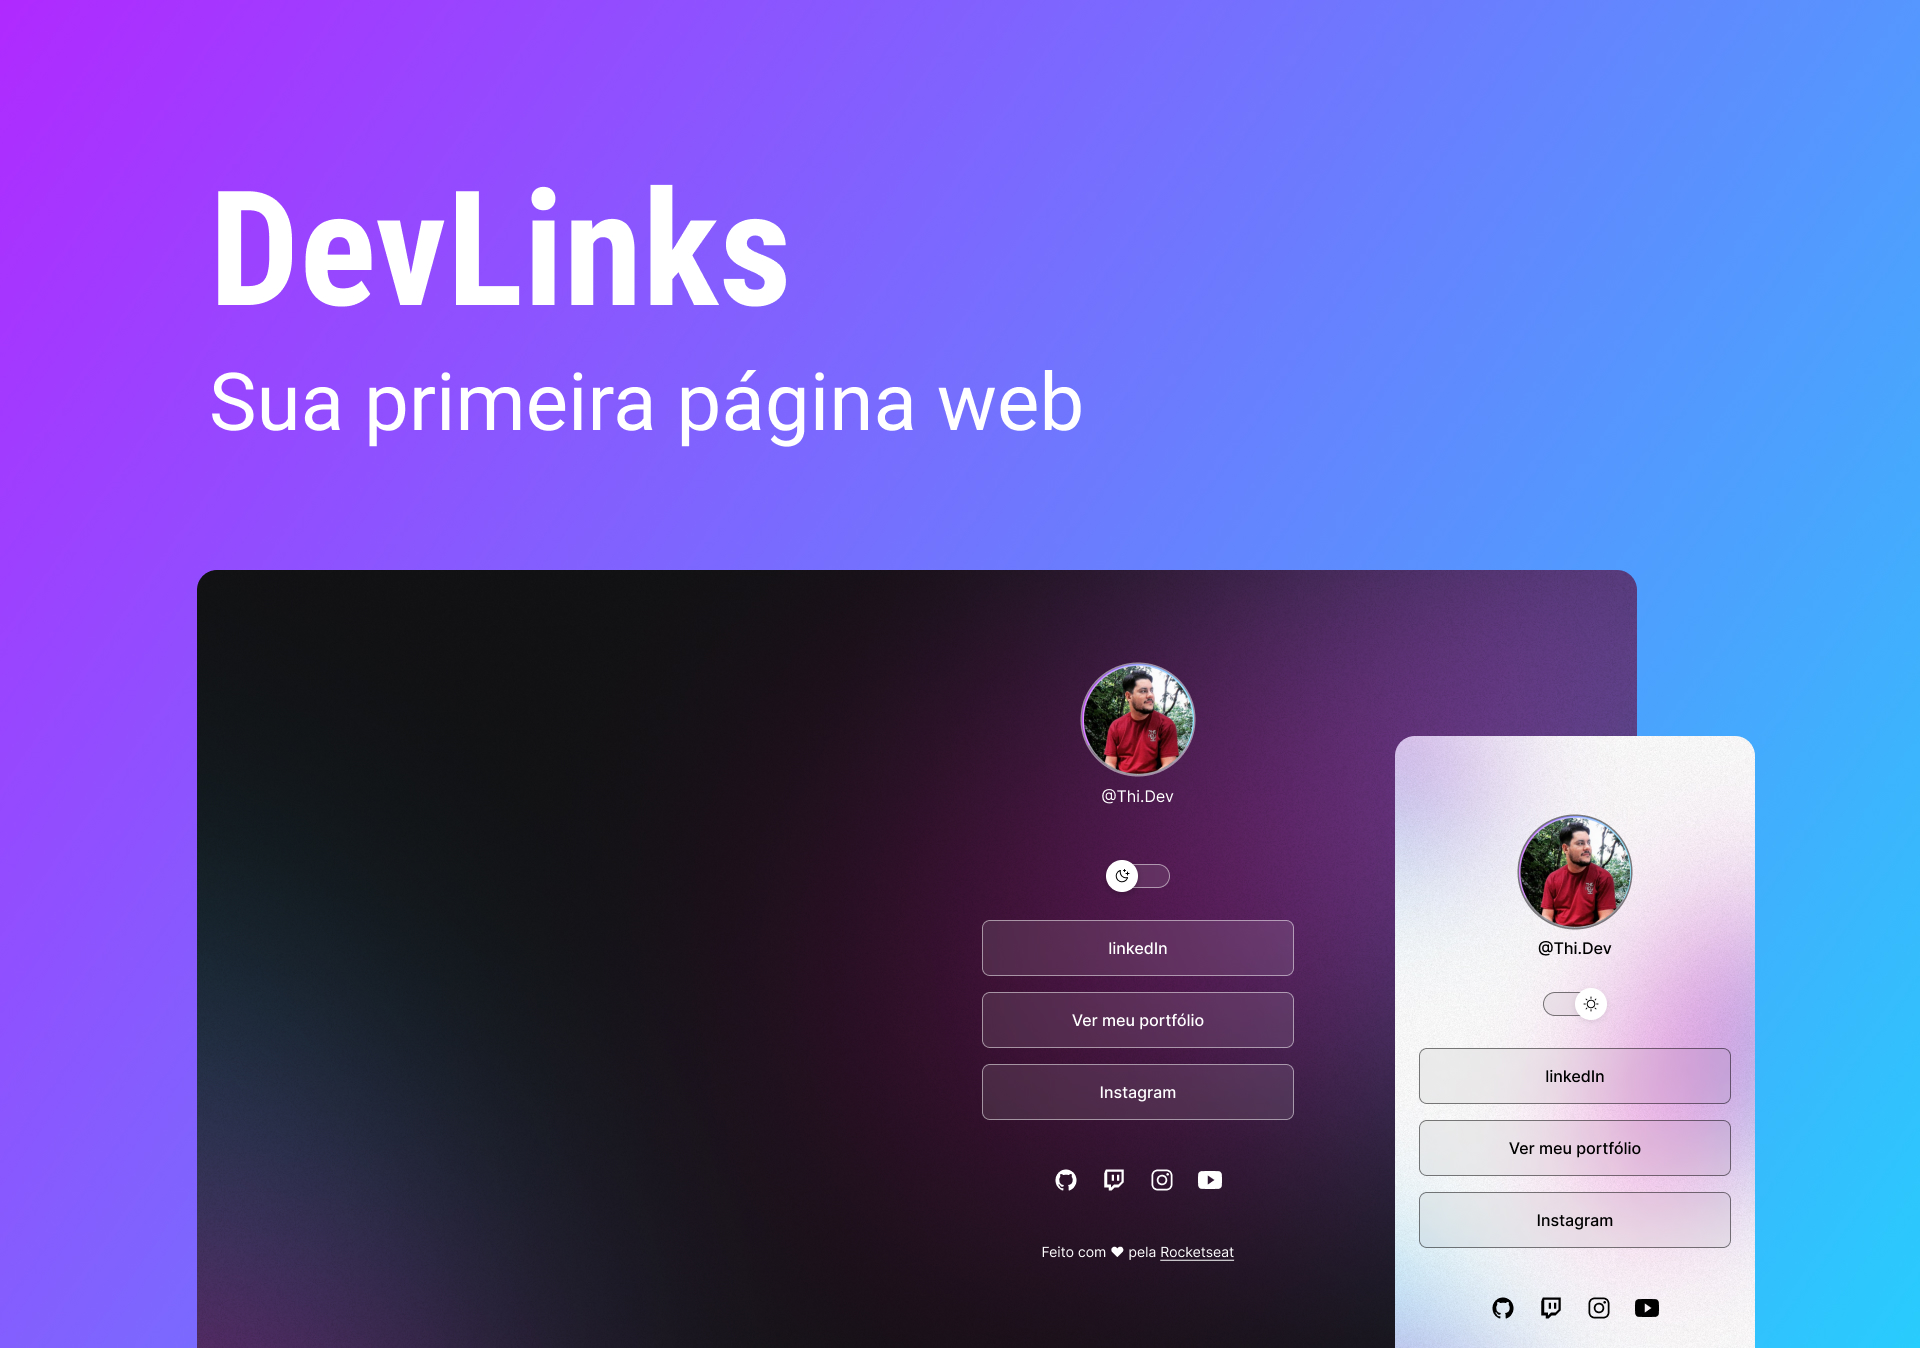 DevLinks
Sua primeira página web
@Thi.Dev
linkedIn
Ver meu portfólio
Instagram
Feito com ♥ pela Rocketseat
@Thi.Dev
linkedIn
Ver meu portfólio
Instagram